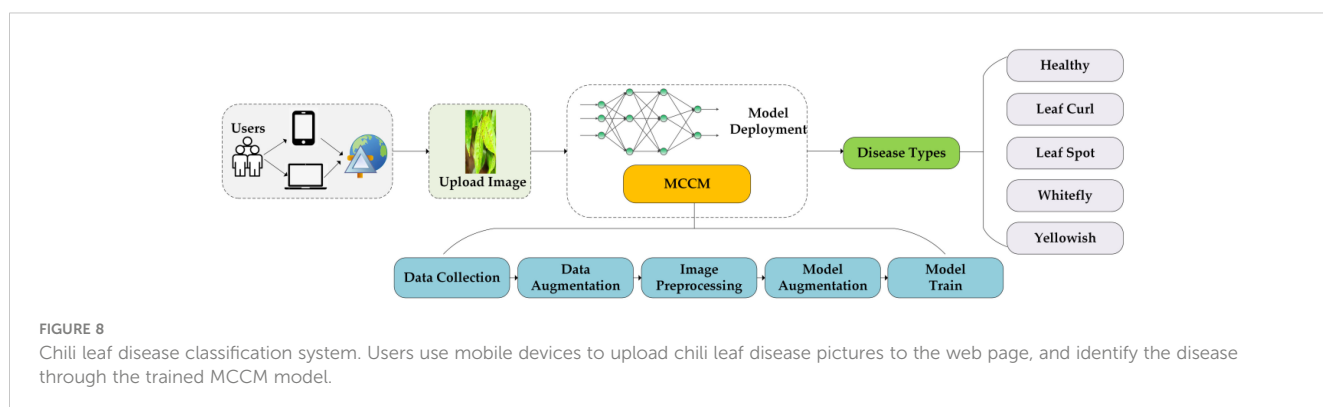 Users
Upload Image
Model
Deployment
MCCM
Disease Types
Healthy
Leaf Curl
Leaf Spot
Whitefly
Yellowish
Data Collection
Data
Augmentation
Image
Preprocessing
Model
Augmentation
Model
Train
FIGURE 8
Chili leaf disease classification system. Users use mobile devices to upload chili leaf disease pictures to the web page, and identify the disease
through the trained MCCM model.